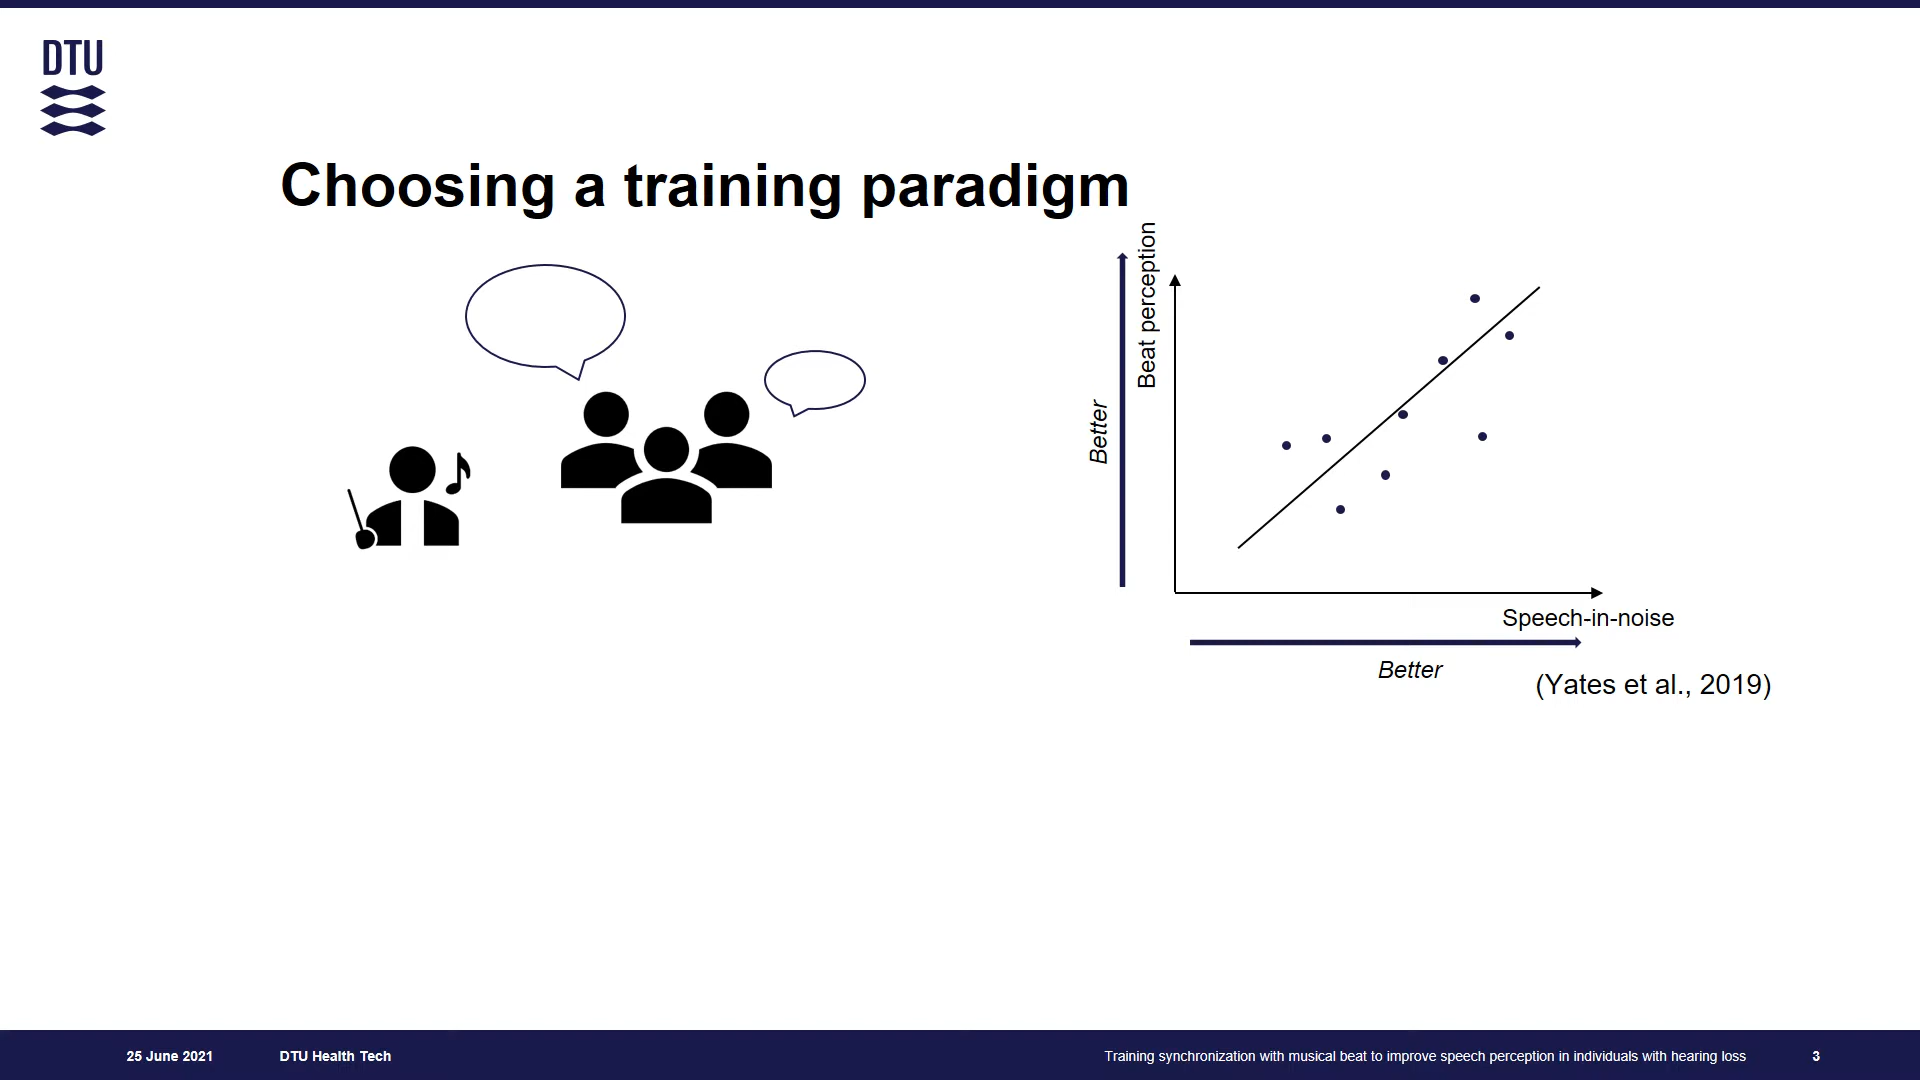 DTU
Choosing a training paradigm
Beat perception
Better
Speech-in-noise
Better
(Yates et al., 2019)
25 June 2021
DTU Health Tech
Training synchronization with musical beat to improve speech perception in individuals with hearing loss
3